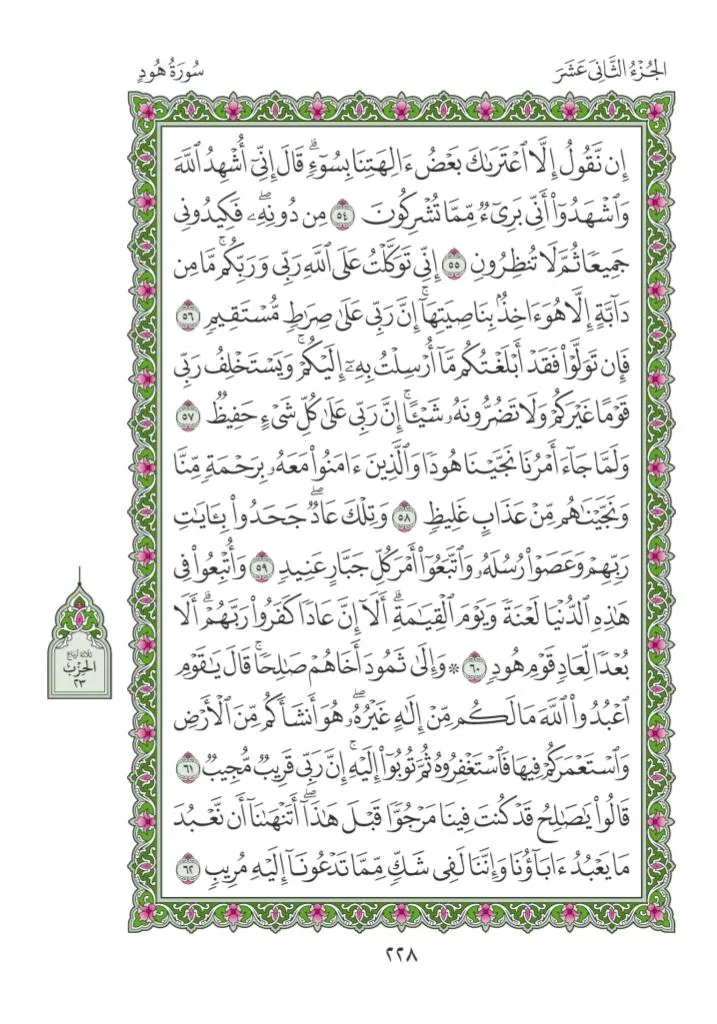 الجُزْءُ الثَّانِي عَشَرَ
سُورَةُ هُودٍ
إِن نَّقُولُ إِلَّا ٱعْتَرَىٰكَ بَعْضُ ءَالِهَتِنَا بِسُوٓءٍۗ قَالَ إِنِّيٓ أُشْهِدُ ٱللَّهَ
وَٱشْهَدُوٓا۟ أَنِّي بَرِيٓءٌ مِّمَّا تُشْرِكُونَ ٥٤ مِن دُونِهِۦۖ فَكِيدُونِي
جَمِيعًا ثُمَّ لَا تُنظِرُونِ ٥٥ إِنِّي تَوَكَّلْتُ عَلَى ٱللَّهِ رَبِّي وَرَبِّكُمۚ مَّا مِن
دَآبَّةٍ إِلَّا هُوَ ءَاخِذٌۢ بِنَاصِيَتِهَآۚ إِنَّ رَبِّي عَلَىٰ صِرَٰطٍ مُّسْتَقِيمٍ ٥٦
فَإِن تَوَلَّوْا۟ فَقَدْ أَبْلَغْتُكُم مَّآ أُرْسِلْتُ بِهِۦٓ إِلَيْكُمْۚ وَيَسْتَخْلِفُ رَبِّي
قَوْمًا غَيْرَكُمْ وَلَا تَضُرُّونَهُۥ شَيْـًٔاۚ إِنَّ رَبِّي عَلَىٰ كُلِّ شَيْءٍ حَفِيظٌ ٥٧
وَلَمَّا جَآءَ أَمْرُنَا نَجَّيْنَا هُودًا وَٱلَّذِينَ ءَامَنُوا۟ مَعَهُۥ بِرَحْمَةٍ مِّنَّا
وَنَجَّيْنَٰهُم مِّنْ عَذَابٍ غَلِيظٍ ٥٨ وَتِلْكَ عَادٌۖ جَحَدُوا۟ بِـَٔايَٰتِ
رَبِّهِمْ وَعَصَوْا۟ رُسُلَهُۥ وَٱتَّبَعُوٓا۟ أَمْرَ كُلِّ جَبَّارٍ عَنِيدٍ ٥٩ وَأُتْبِعُوا۟ فِي
هَٰذِهِ ٱلدُّنْيَا لَعْنَةً وَيَوْمَ ٱلْقِيَٰمَةِۗ أَلَآ إِنَّ عَادًا كَفَرُوا۟ رَبَّهُمْۗ أَلَا
بُعْدًا لِّعَادٍ قَوْمِ هُودٍ ٦٠ ۞ وَإِلَىٰ ثَمُودَ أَخَاهُمْ صَٰلِحًاۚ قَالَ يَٰقَوْمِ
ٱعْبُدُوا۟ ٱللَّهَ مَا لَكُم مِّنْ إِلَٰهٍ غَيْرُهُۥۖ هُوَ أَنشَأَكُم مِّنَ ٱلْأَرْضِ
وَٱسْتَعْمَرَكُمْ فِيهَا فَٱسْتَغْفِرُوهُ ثُمَّ تُوبُوٓا۟ إِلَيْهِۚ إِنَّ رَبِّي قَرِيبٌ مُّجِيبٌ ٦١
قَالُوا۟ يَٰصَٰلِحُ قَدْ كُنتَ فِينَا مَرْجُوًّا قَبْلَ هَٰذَآۖ أَتَنْهَىٰنَآ أَن نَّعْبُدَ
مَا يَعْبُدُ ءَابَآؤُنَا وَإِنَّنَا لَفِي شَكٍّ مِّمَّا تَدْعُونَآ إِلَيْهِ مُرِيبٍ ٦٢
ثلاثة أرباع
الحِزْب
٢٣
٢٢٨